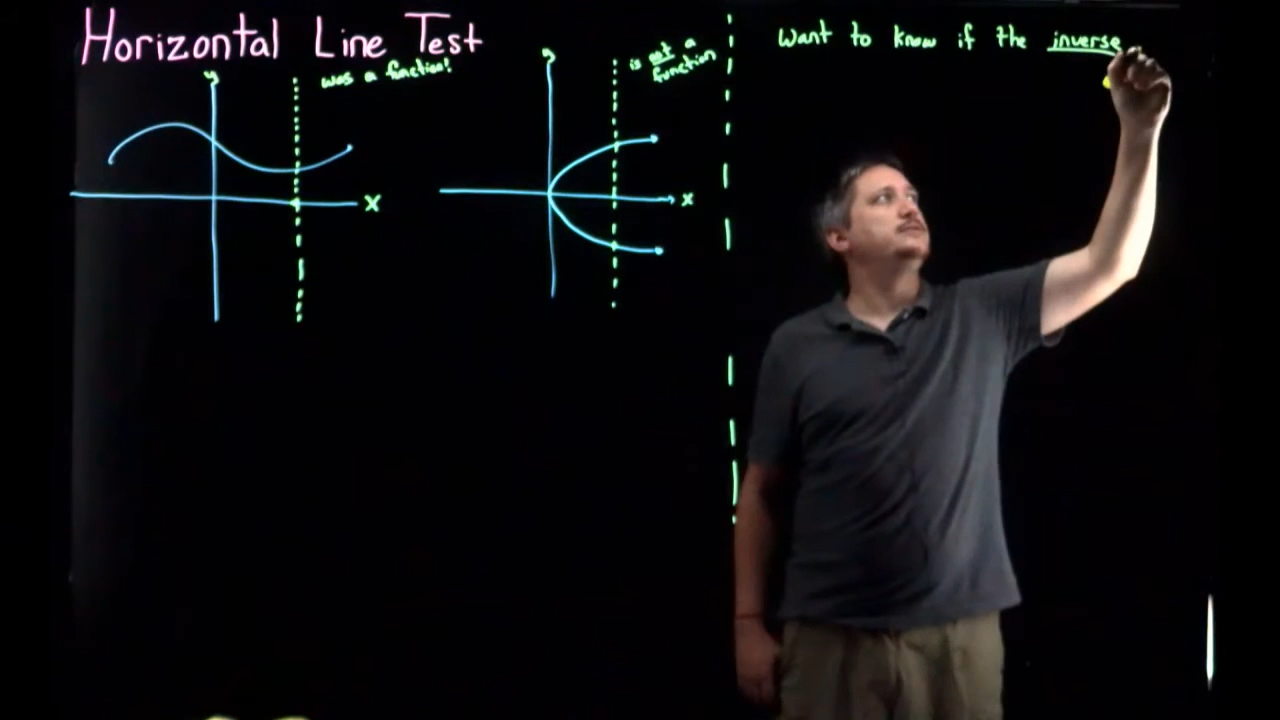 Horizontal Line Test
y
was a function!
x
y
is not a
function
x
Want to know if the inverse